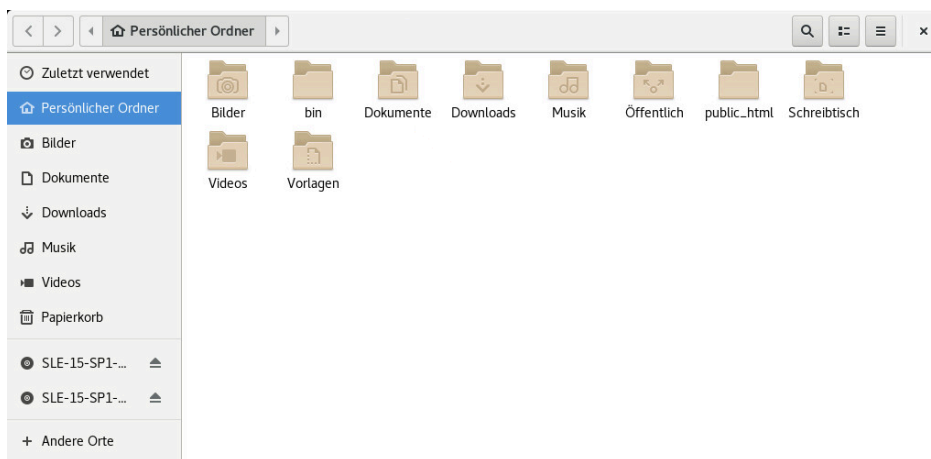 Persönlicher Ordner
Zuletzt verwendet
Persönlicher Ordner
Bilder
Dokumente
Downloads
Musik
Videos
Papierkorb
SLE-15-SP1-...
SLE-15-SP1-...
Andere Orte
Bilder bin Dokumente Downloads Musik Öffentlich public_html Schreibtisch
Videos Vorlagen